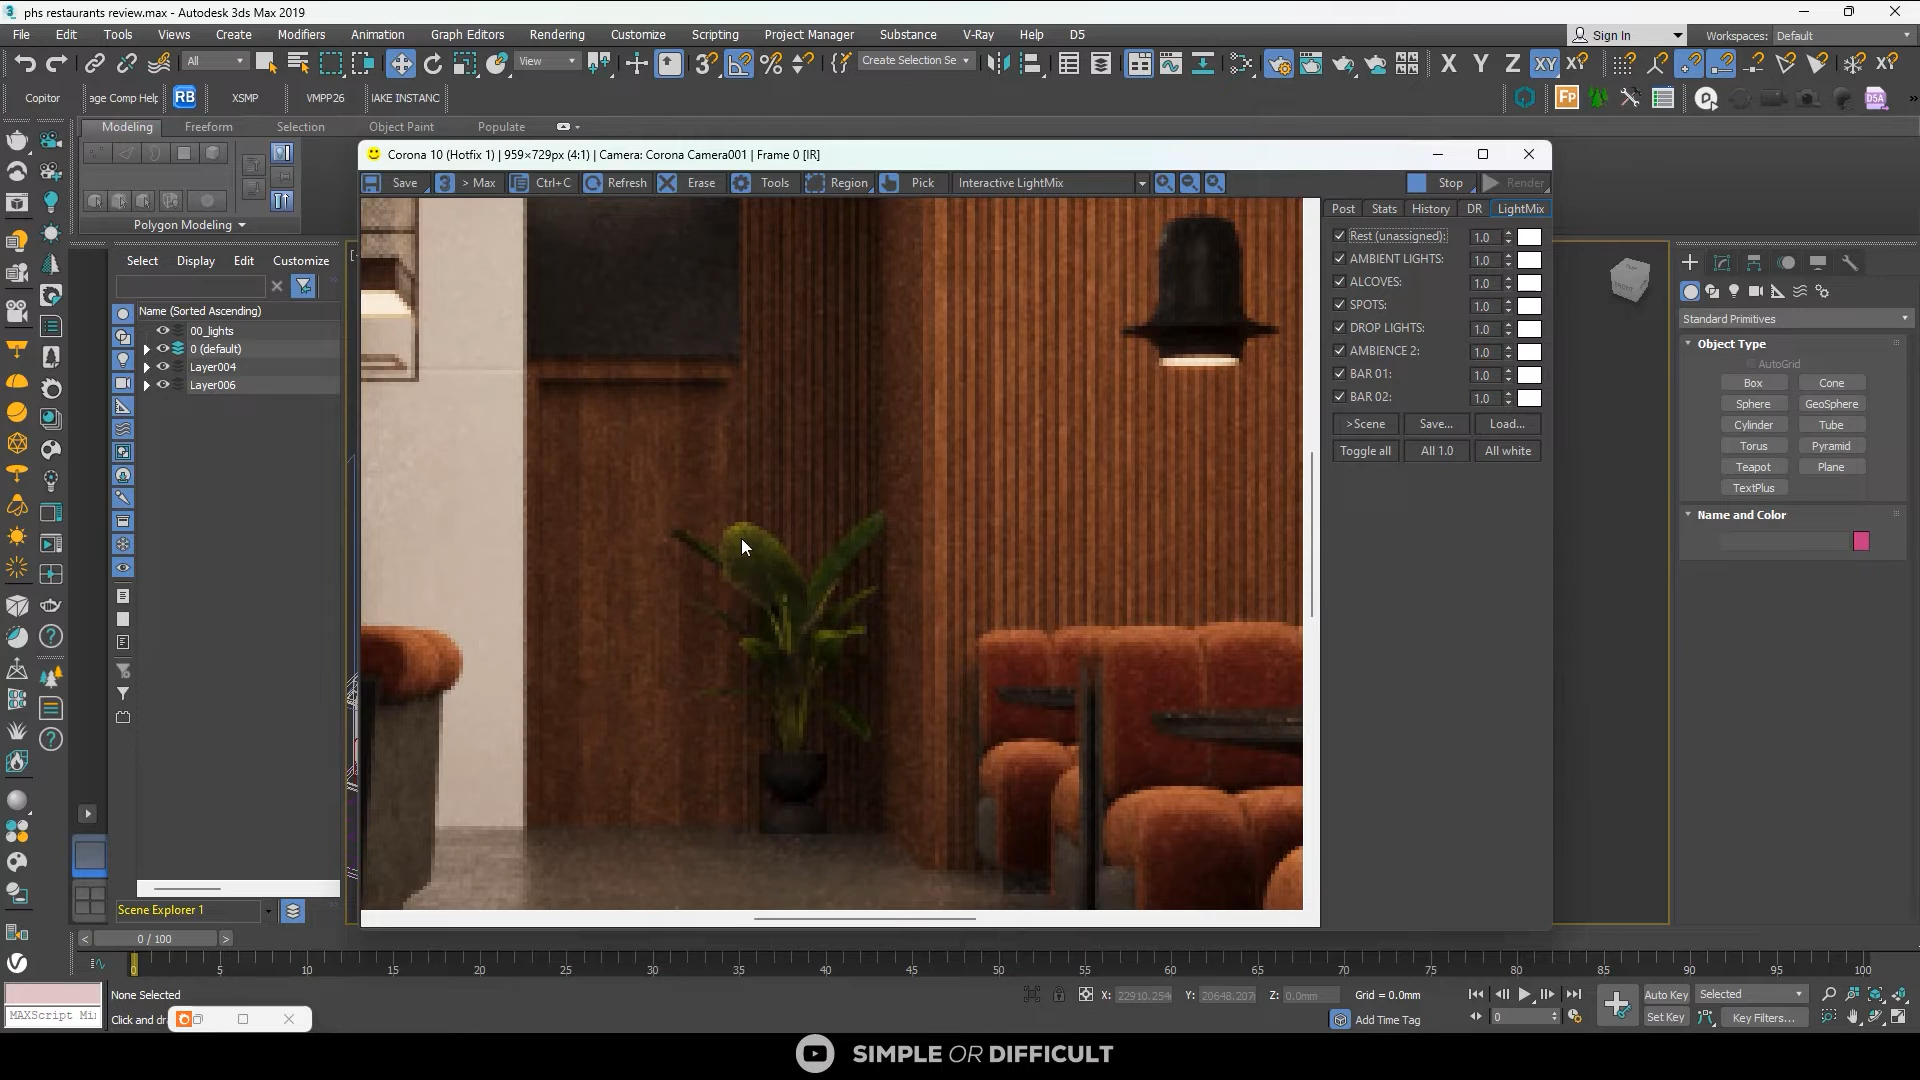 phs restaurants review.max - Autodesk 3ds Max 2019
File Edit Tools Views Create Modifiers Animation Graph Editors Rendering Customize Scripting Project Manager Substance V-Ray Help D5 Sign In Workspaces: Default
All View Create Selection Se X Y Z XY XY
Copitor age Comp Help RB XSMP VMPP26 IAKE INSTANC Fp
Modeling Freeform Selection Object Paint Populate
Polygon Modeling
Corona 10 (Hotfix 1) | 959×729px (4:1) | Camera: Corona Camera001 | Frame 0 [IR]
Save > Max Ctrl+C Refresh Erase Tools Region Pick Interactive LightMix Stop Render
Post Stats History DR LightMix
Rest (unassigned): 1.0
AMBIENT LIGHTS: 1.0
ALCOVES: 1.0
SPOTS: 1.0
DROP LIGHTS: 1.0
AMBIENCE 2: 1.0
BAR 01: 1.0
BAR 02: 1.0
>Scene Save... Load...
Toggle all All 1.0 All white
Select Display Edit Customize
Name (Sorted Ascending)
00_lights
0 (default)
Layer004
Layer006
Scene Explorer 1
Standard Primitives
Object Type
AutoGrid
Box Cone
Sphere GeoSphere
Cylinder Tube
Torus Pyramid
Teapot Plane
TextPlus
Name and Color
< 0 / 100 >
0 5 10 15 20 25 30 35 40 45 50 55 60 65 70 75 80 85 90 95 100
None Selected X: 22910.254 Y: 20648.207 Z: 0.0mm Grid = 0.0mm Auto Key Selected
MAXScript Mi Click and dr Add Time Tag 0 Set Key Key Filters...
SIMPLE OR DIFFICULT